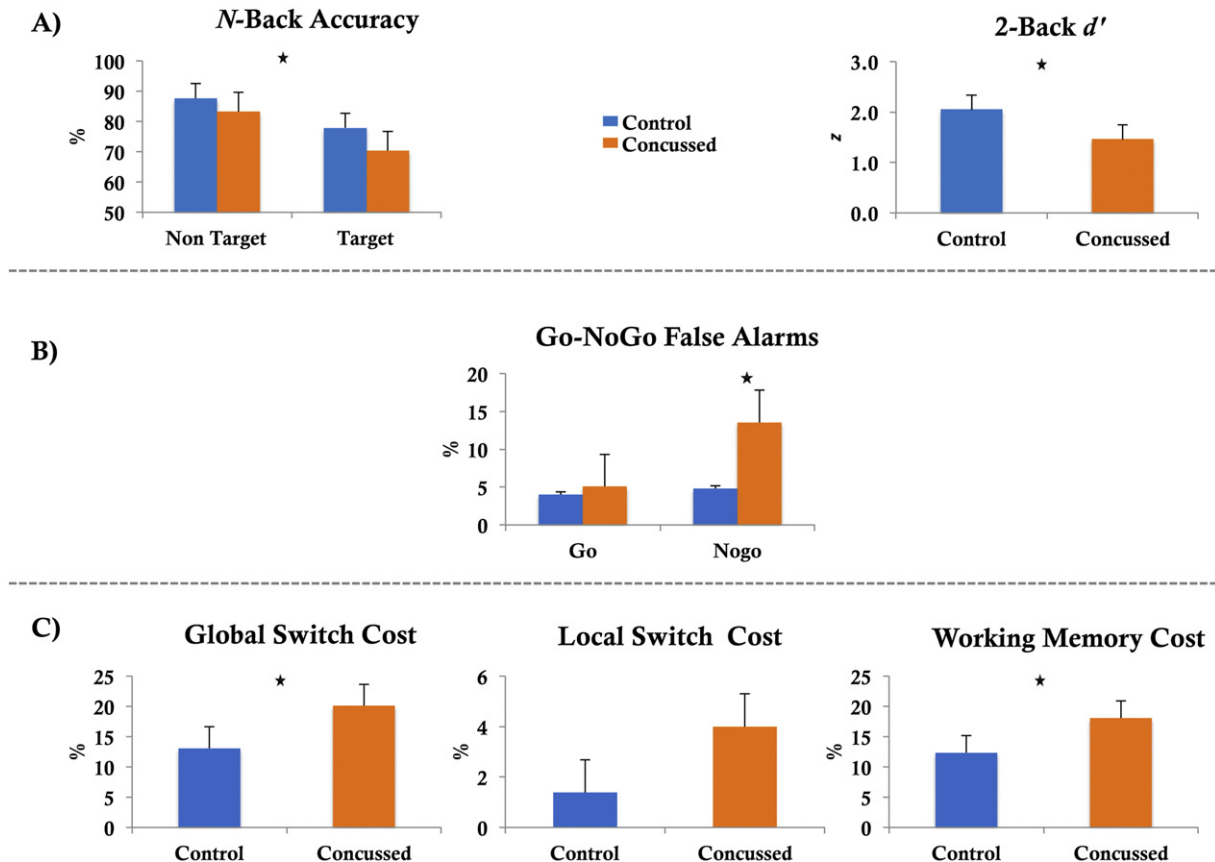 A)
N-Back Accuracy
★
100
90
80
70
60
50
%
Non Target
Target
Control
Concussed
2-Back d'
★
3.0
2.0
1.0
0.0
z
Control
Concussed
B)
Go-NoGo False Alarms
★
20
15
10
5
0
%
Go
Nogo
C)
Global Switch Cost
★
25
20
15
10
5
0
%
Control
Concussed
Local Switch Cost
6
4
2
0
%
Control
Concussed
Working Memory Cost
★
25
20
15
10
5
0
%
Control
Concussed